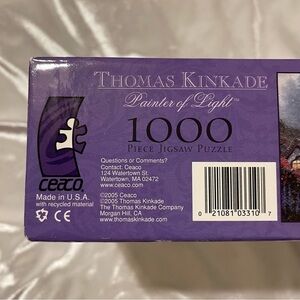 THOMAS KINKADE
Painter of Light™
1000
PIECE JIGSAW PUZZLE
ceaco
Made in U.S.A.
with recycled material
CE
Questions or Comments?
Contact: Ceaco
124 Watertown St.
Watertown, MA 02472
www.ceaco.com
©2005 Ceaco
©2005 Thomas Kinkade
The Thomas Kinkade Company
Morgan Hill, CA
www.thomaskinkade.com
0 21081 03310 7